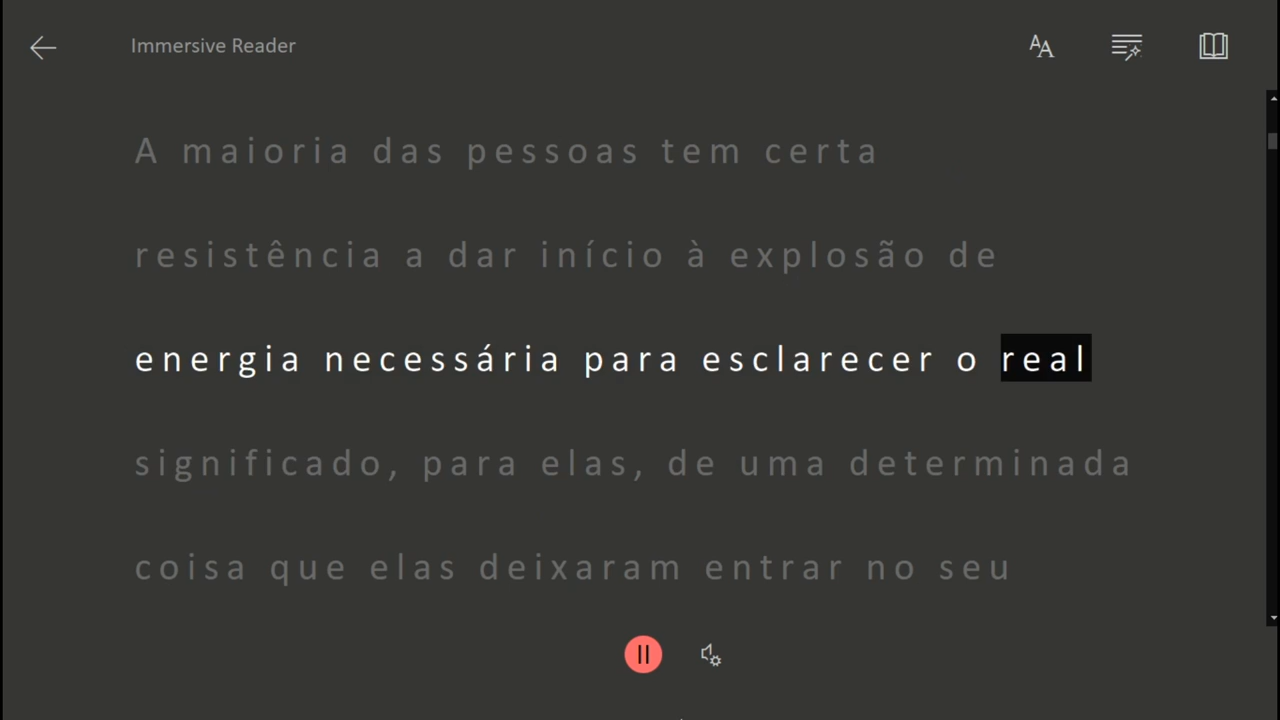 Immersive Reader
A maioria das pessoas tem certa
resistência a dar início à explosão de
energia necessária para esclarecer o real
significado, para elas, de uma determinada
coisa que elas deixaram entrar no seu